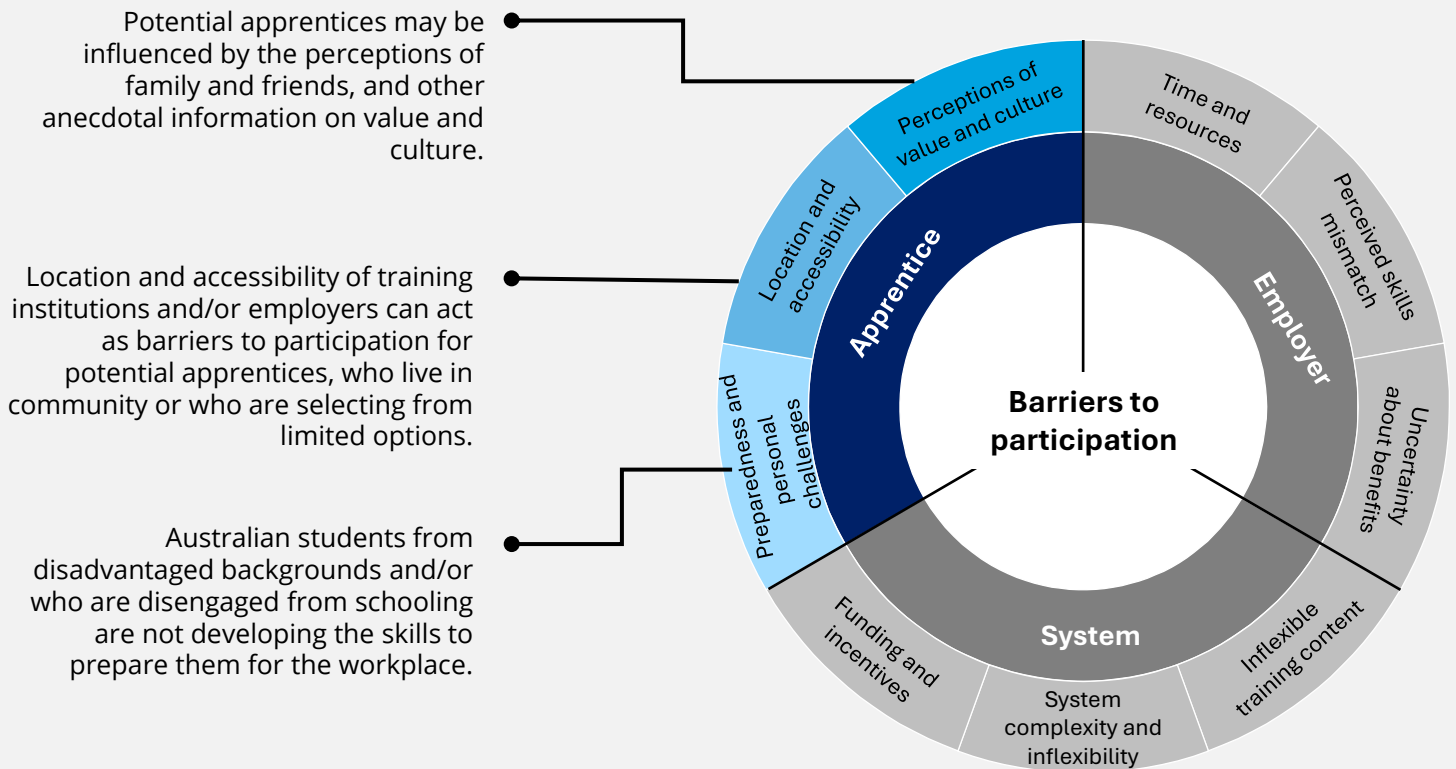 Potential apprentices may be
influenced by the perceptions of
family and friends, and other
anecdotal information on value and
culture.
Location and accessibility of training
institutions and/or employers can act
as barriers to participation for
potential apprentices, who live in
community or who are selecting from
limited options.
Australian students from
disadvantaged backgrounds and/or
who are disengaged from schooling
are not developing the skills to
prepare them for the workplace.
Perceptions of
value and culture
Location and
accessibility
Preparedness and
personal
challenges
Apprentice
Time and
resources
Perceived skills
mismatch
Uncertainty
about benefits
Employer
Barriers to
participation
System
Funding and
incentives
System
complexity and
inflexibility
Inflexible
training content